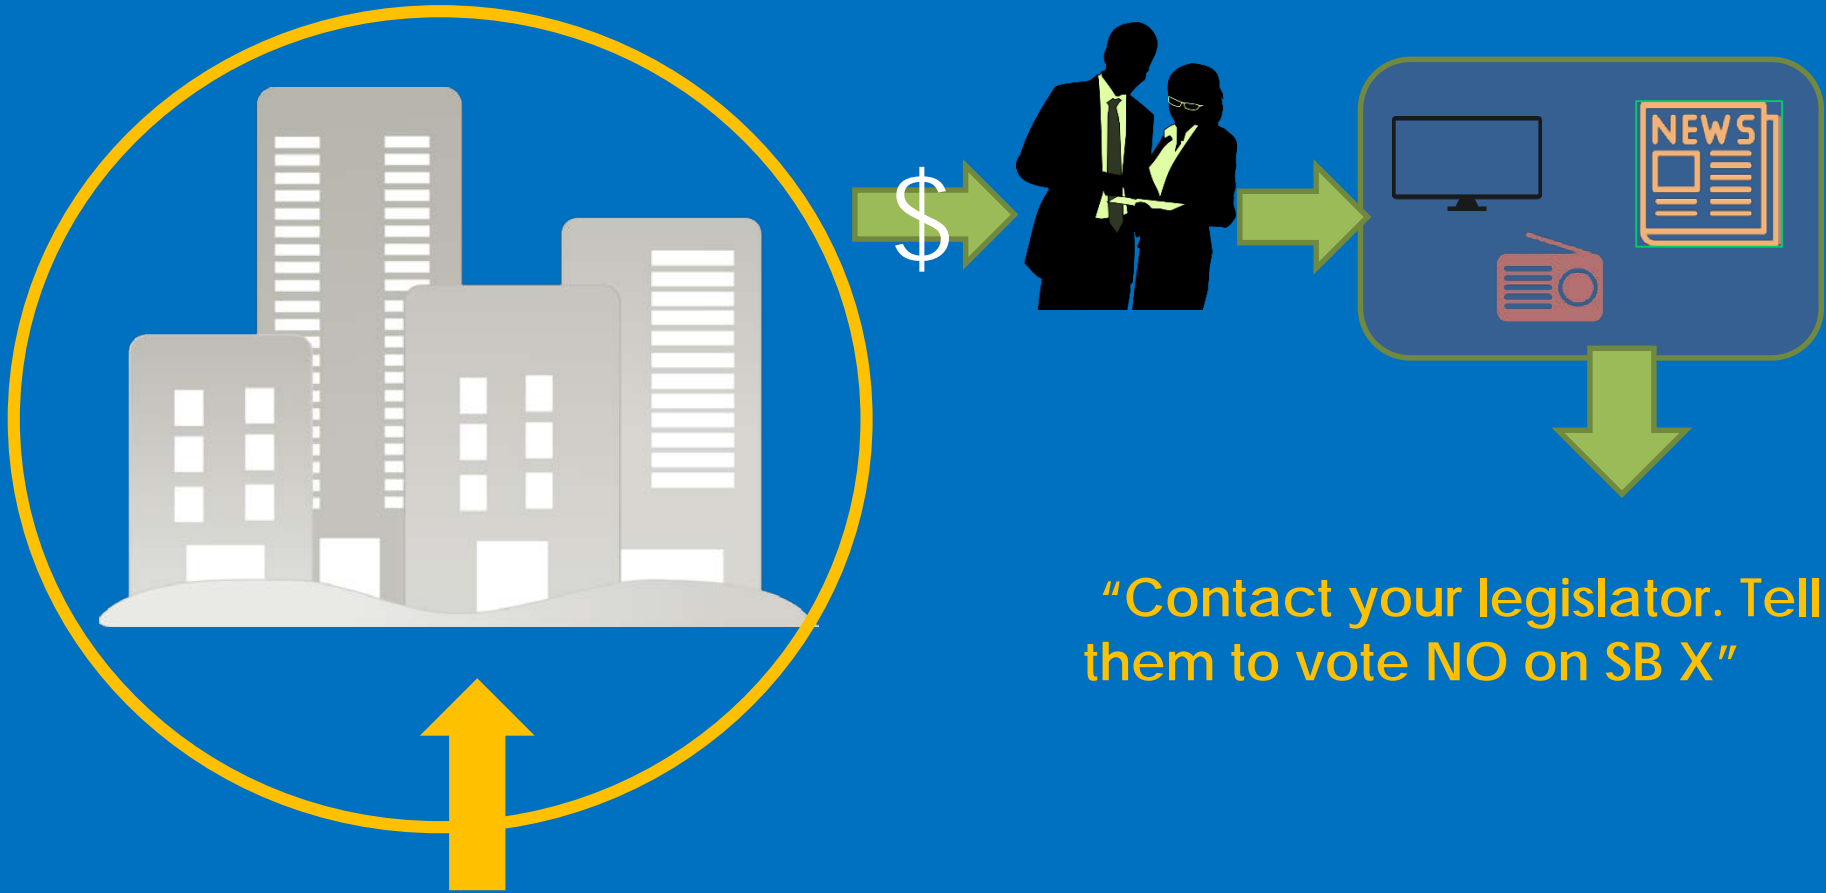 $
NEWS
“Contact your legislator. Tell
them to vote NO on SB X”